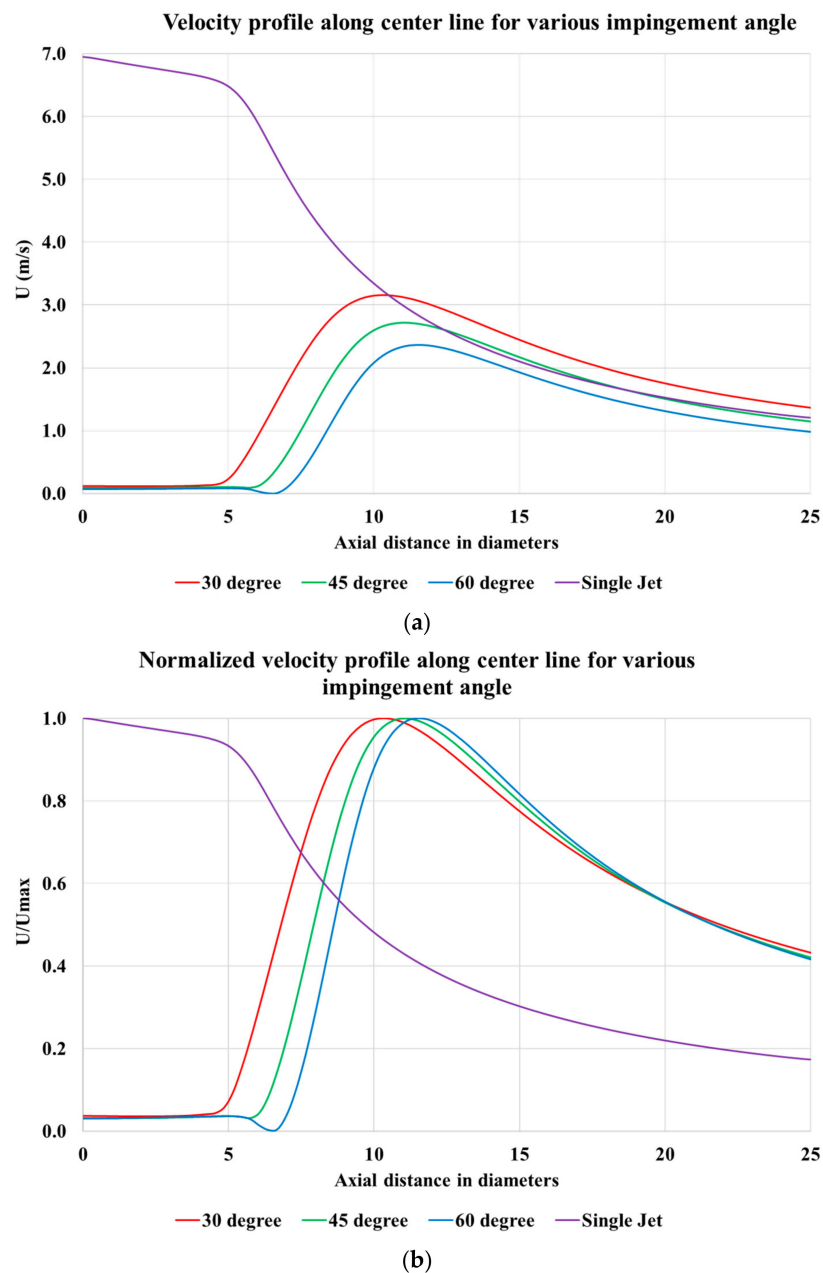 Velocity profile along center line for various impingement angle
7.0
6.0
5.0
4.0
3.0
2.0
1.0
0.0
U (m/s)
0 5 10 15 20 25
Axial distance in diameters
30 degree 45 degree 60 degree Single Jet
(a)
Normalized velocity profile along center line for various
impingement angle
1.0
0.8
0.6
0.4
0.2
0.0
U/Umax
0 5 10 15 20 25
Axial distance in diameters
30 degree 45 degree 60 degree Single Jet
(b)